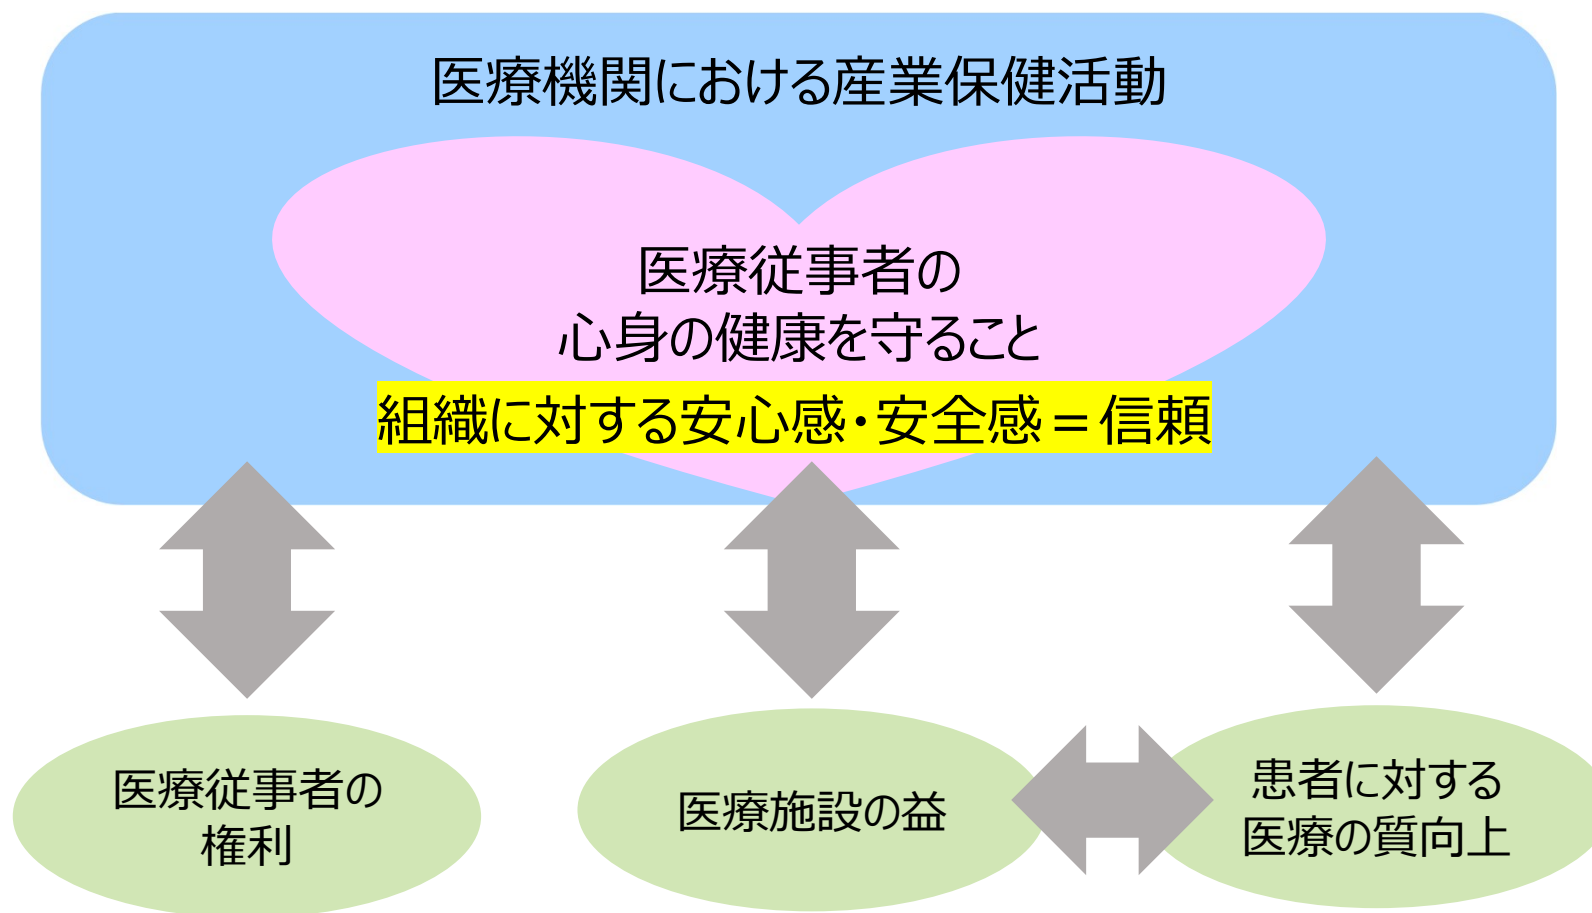 医療機関における産業保健活動
医療従事者の
心身の健康を守ること
組織に対する安心感・安全感＝信頼
医療従事者の
権利
医療施設の益
患者に対する
医療の質向上